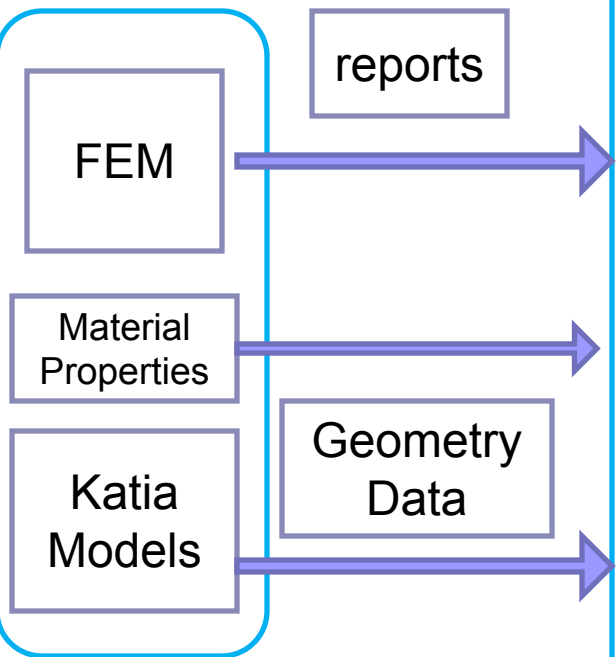 reports
FEM
Material
Properties
Geometry
Data
Katia
Models